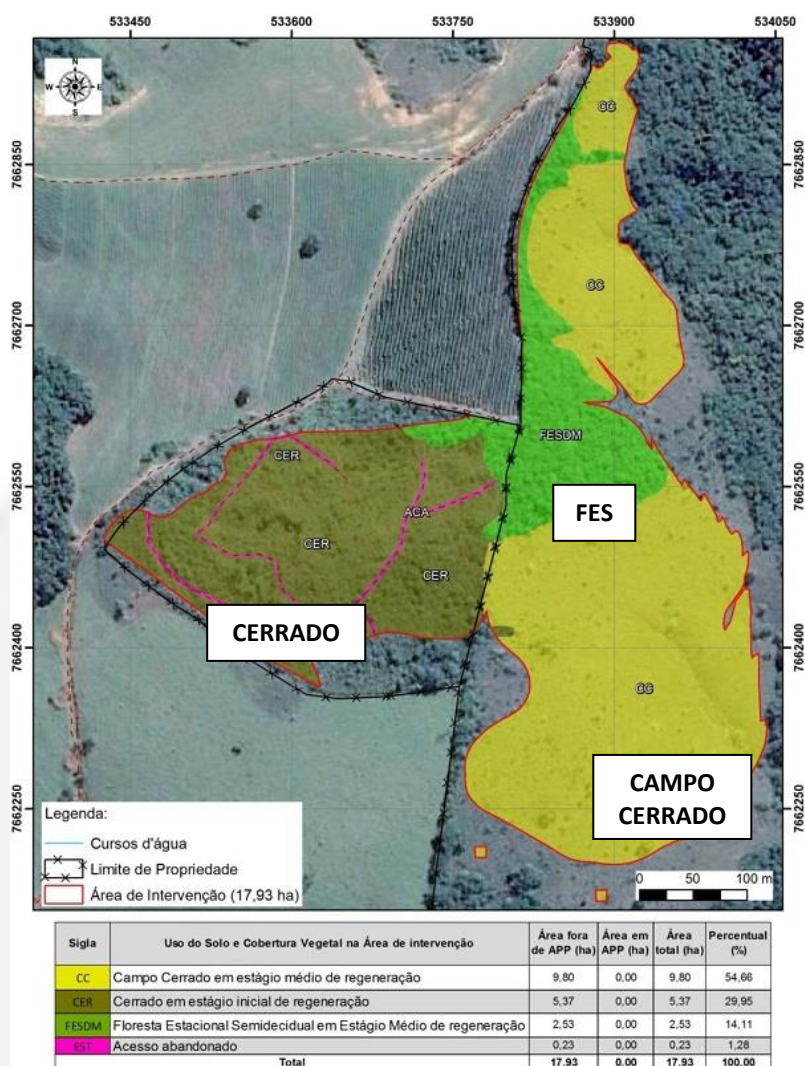 533450 533600 533750 533900 534050
7662850 7662850
7662700 7662700
7662550 7662550
7662400 7662400
7662250 7662250
N
W E
S
CC
CC
FESDM
FES
CER
ACA
CER
CER
CERRADO
CC
CAMPO
CERRADO
Legenda:
Cursos d'água
Limite de Propriedade
Área de Intervenção (17,93 ha)
0 50 100 m
Sigla Uso do Solo e Cobertura Vegetal na Área de intervenção Área fora de APP (ha) Área em APP (ha) Área total (ha) Percentual (%)
CC Campo Cerrado em estágio médio de regeneração 9,80 0,00 9,80 54,66
CER Cerrado em estágio inicial de regeneração 5,37 0,00 5,37 29,95
FESDM Floresta Estacional Semidecidual em Estágio Médio de regeneração 2,53 0,00 2,53 14,11
EST Acesso abandonado 0,23 0,00 0,23 1,28
Total 17,93 0,00 17,93 100,00